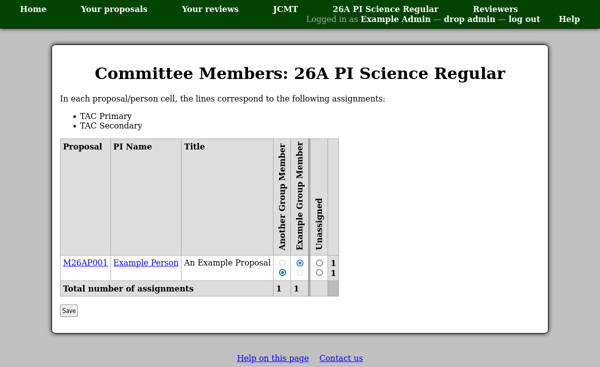 Home Your proposals Your reviews JCMT 26A PI Science Regular Reviewers
Logged in as Example Admin — drop admin — log out Help
Committee Members: 26A PI Science Regular
In each proposal/person cell, the lines correspond to the following assignments:
• TAC Primary
• TAC Secondary
Proposal PI Name Title Another Group Member Example Group Member Unassigned
M26AP001 Example Person An Example Proposal 1
1
Total number of assignments 1 1
Save
Help on this page Contact us